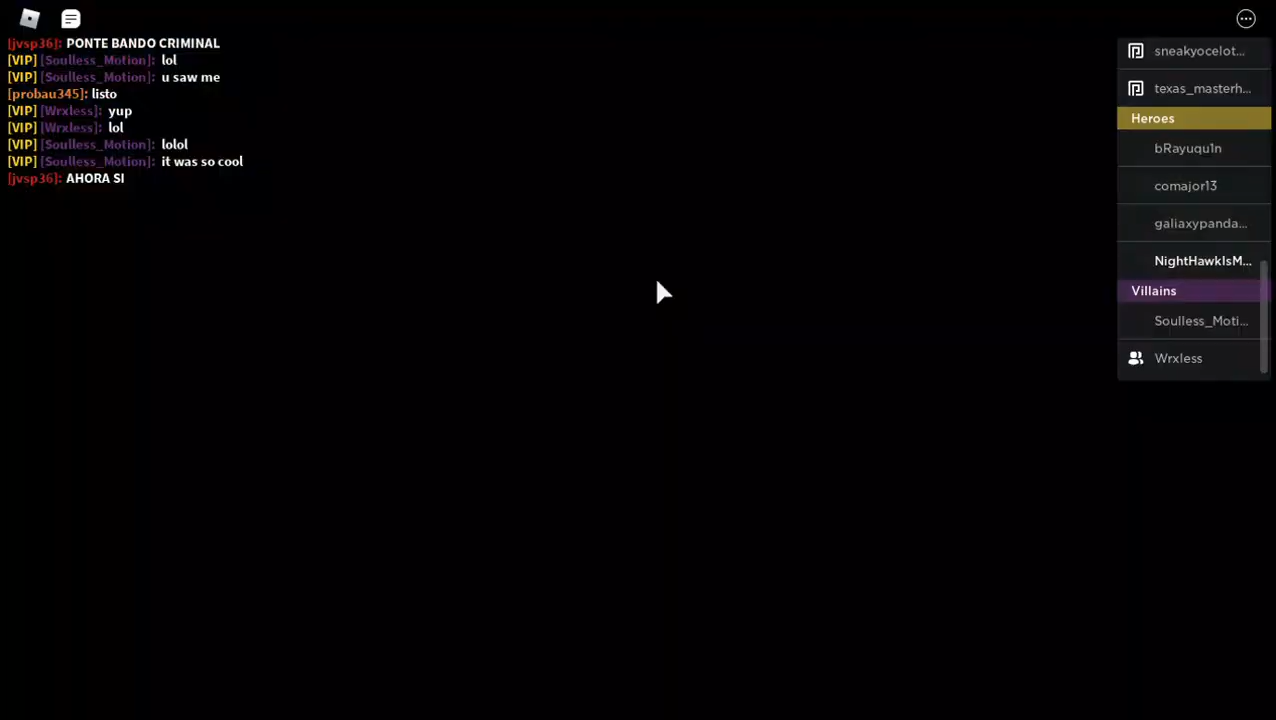 [jvsp36]: PONTE BANDO CRIMINAL
[VIP] [Soulless_Motion]: lol
[VIP] [Soulless_Motion]: u saw me
[probau345]: listo
[VIP] [Wrxless]: yup
[VIP] [Wrxless]: lol
[VIP] [Soulless_Motion]: lolol
[VIP] [Soulless_Motion]: it was so cool
[jvsp36]: AHORA SI
sneakyocelot...
texas_masterh...
Heroes
bRayuqu1n
comajor13
galiaxypanda...
NightHawkIsM...
Villains
Soulless_Moti...
Wrxless